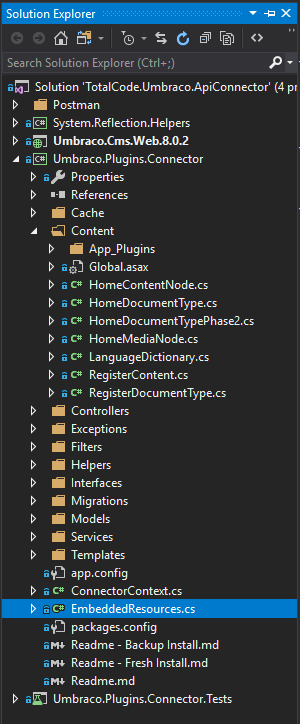 Solution Explorer
Search Solution Explorer (Ctrl+;)
Solution 'TotalCode.Umbraco.ApiConnector' (4 pr
Postman
C# System.Reflection.Helpers
Umbraco.Cms.Web.8.0.2
C# Umbraco.Plugins.Connector
Properties
References
Cache
Content
App_Plugins
Global.asax
C# HomeContentNode.cs
C# HomeDocumentType.cs
C# HomeDocumentTypePhase2.cs
C# HomeMediaNode.cs
C# LanguageDictionary.cs
C# RegisterContent.cs
C# RegisterDocumentType.cs
Controllers
Exceptions
Filters
Helpers
Interfaces
Migrations
Models
Services
Templates
app.config
C# ConnectorContext.cs
C# EmbeddedResources.cs
packages.config
M Readme - Backup Install.md
M Readme - Fresh Install.md
M Readme.md
Umbraco.Plugins.Connector.Tests